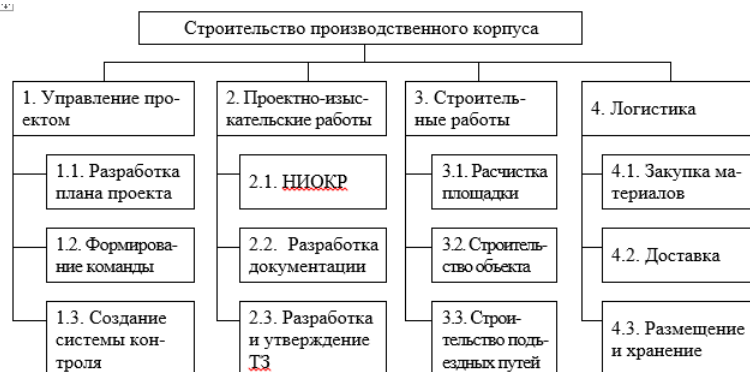 Строительство производственного корпуса
1. Управление про-
ектом
2. Проектно-изыс-
кательские работы
3. Строитель-
ные работы
4. Логистика
1.1. Разработка
плана проекта
2.1. НИОКР
3.1. Расчистка
площадки
4.1. Закупка ма-
териалов
1.2. Формирова-
ние команды
2.2. Разработка
документации
3.2. Строитель-
ство объекта
4.2. Доставка
1.3. Создание
системы кон-
троля
2.3. Разработка
и утверждение
ТЗ
3.3. Строи-
тельство подъ-
ездных путей
4.3. Размещение
и хранение